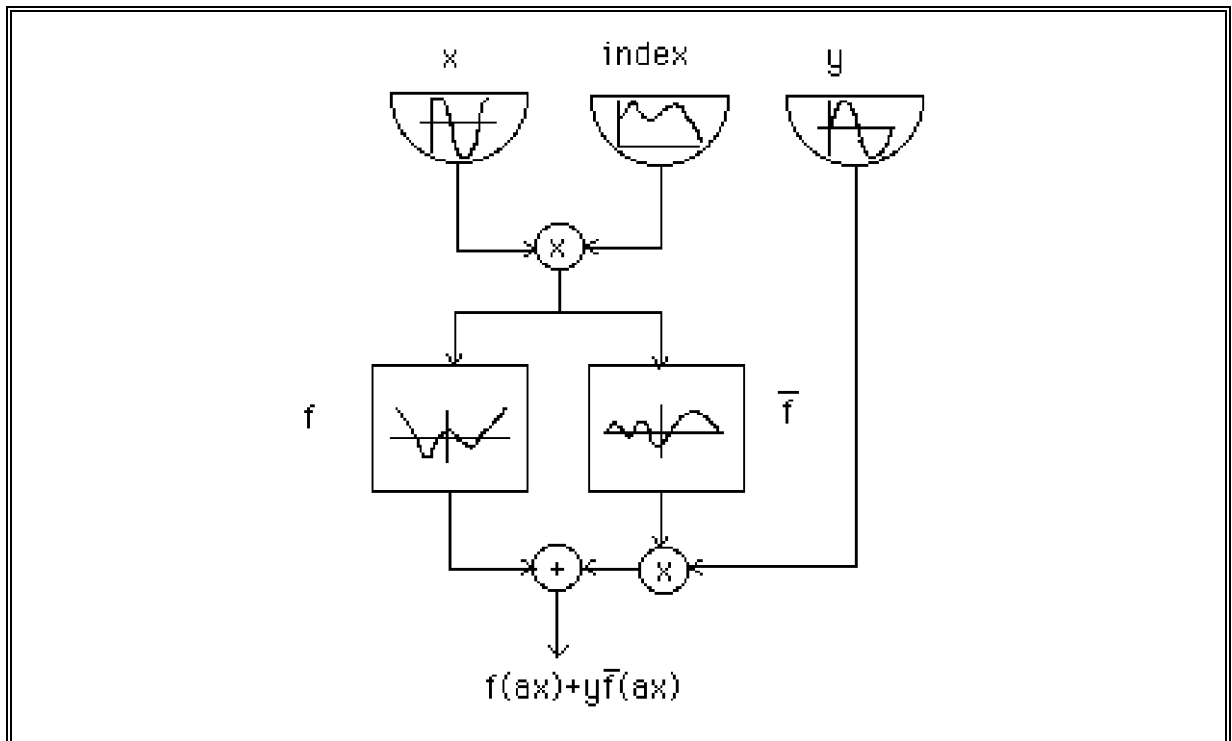 x index y
X
f f̅
+ X
f(ax)+yf̅(ax)